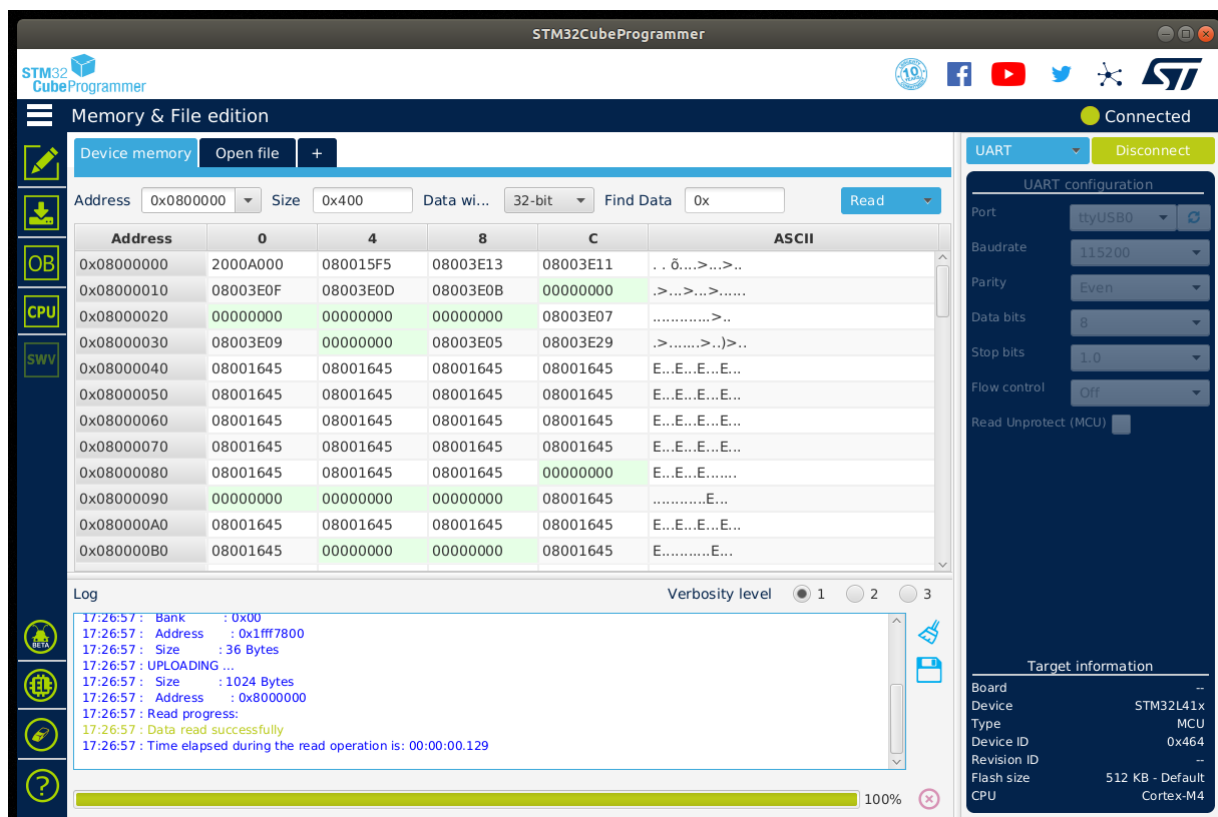 STM32CubeProgrammer
STM32
CubeProgrammer
10
Memory & File edition
Connected
Device memory Open file +
UART Disconnect
Address 0x0800000 Size 0x400 Data wi... 32-bit Find Data 0x Read
Address 0 4 8 C ASCII
0x08000000 2000A000 080015F5 08003E13 08003E11 . . õ....>...>..
0x08000010 08003E0F 08003E0D 08003E0B 00000000 .>...>...>......
0x08000020 00000000 00000000 00000000 08003E07 .............>..
0x08000030 08003E09 00000000 08003E05 08003E29 .>.......>..)>..
0x08000040 08001645 08001645 08001645 08001645 E...E...E...E...
0x08000050 08001645 08001645 08001645 08001645 E...E...E...E...
0x08000060 08001645 08001645 08001645 08001645 E...E...E...E...
0x08000070 08001645 08001645 08001645 08001645 E...E...E...E...
0x08000080 08001645 08001645 08001645 00000000 E...E...E.......
0x08000090 00000000 00000000 00000000 08001645 ............E...
0x080000A0 08001645 08001645 08001645 08001645 E...E...E...E...
0x080000B0 08001645 00000000 00000000 08001645 E...........E...
UART configuration
Port ttyUSB0
Baudrate 115200
Parity Even
Data bits 8
Stop bits 1.0
Flow control Off
Read Unprotect (MCU)
OB
CPU
SWV
BETA
Log Verbosity level 1 2 3
17:26:57 : Bank : 0x00
17:26:57 : Address : 0x1fff7800
17:26:57 : Size : 36 Bytes
17:26:57 : UPLOADING ...
17:26:57 : Size : 1024 Bytes
17:26:57 : Address : 0x8000000
17:26:57 : Read progress:
17:26:57 : Data read successfully
17:26:57 : Time elapsed during the read operation is: 00:00:00.129
100%
Target information
Board --
Device STM32L41x
Type MCU
Device ID 0x464
Revision ID --
Flash size 512 KB - Default
CPU Cortex-M4